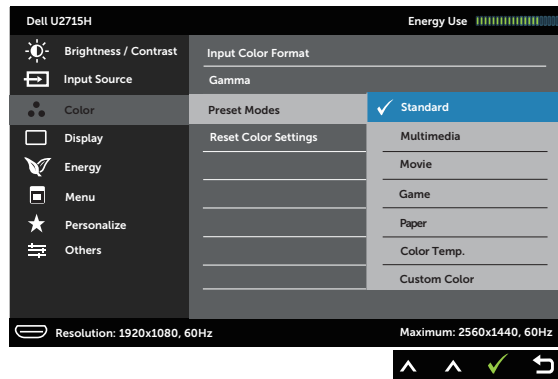 Dell U2715H
Energy Use
Brightness / Contrast
Input Color Format
Input Source
Gamma
Color
Preset Modes
Standard
Display
Reset Color Settings
Multimedia
Energy
Movie
Menu
Game
Personalize
Paper
Others
Color Temp.
Custom Color
Resolution: 1920x1080, 60Hz
Maximum: 2560x1440, 60Hz